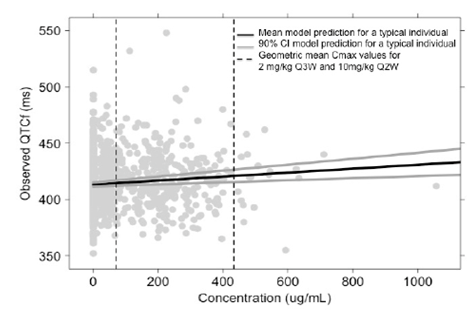 550
500
450
400
350
Observed QTCf (ms)
Mean model prediction for a typical individual
90% CI model prediction for a typical individual
Geometric mean Cmax values for
2 mg/kg Q3W and 10mg/kg Q2W
0 200 400 600 800 1000
Concentration (ug/mL)